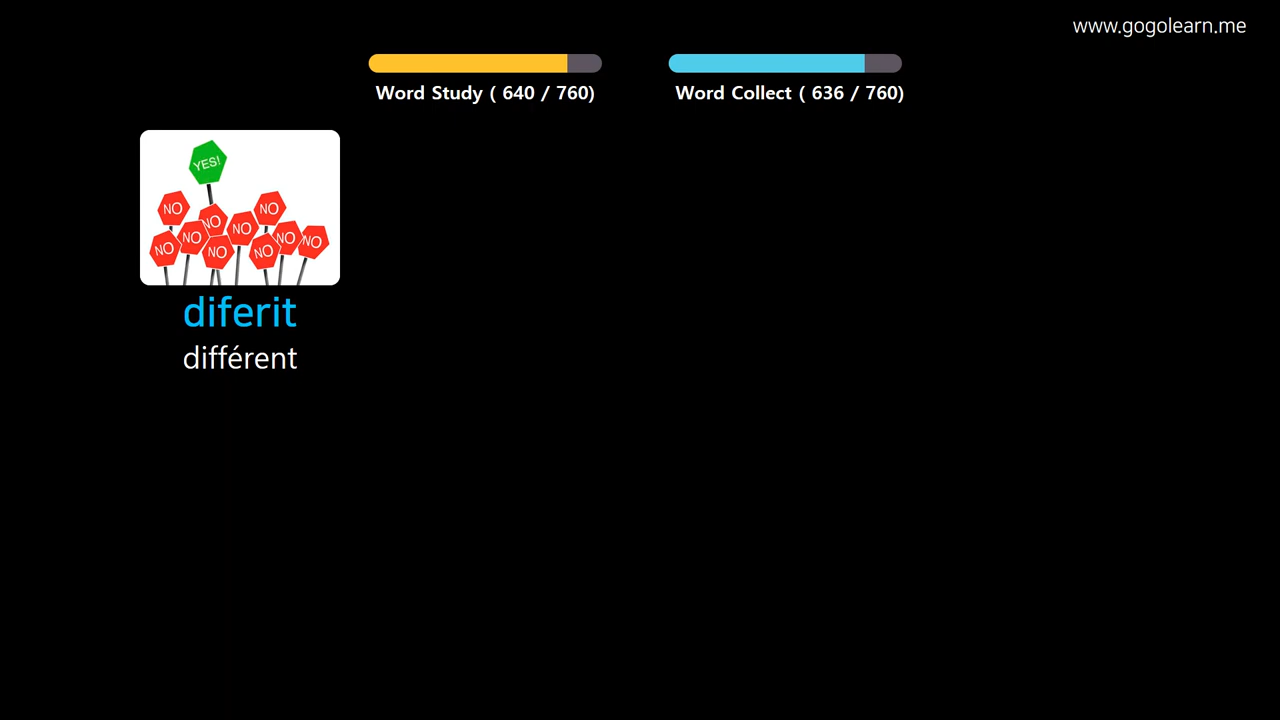 www.gogolearn.me
Word Study ( 640 / 760)
Word Collect ( 636 / 760)
YES!
NO
NO
NO
NO
NO
NO
NO
NO
NO
NO
diferit
différent